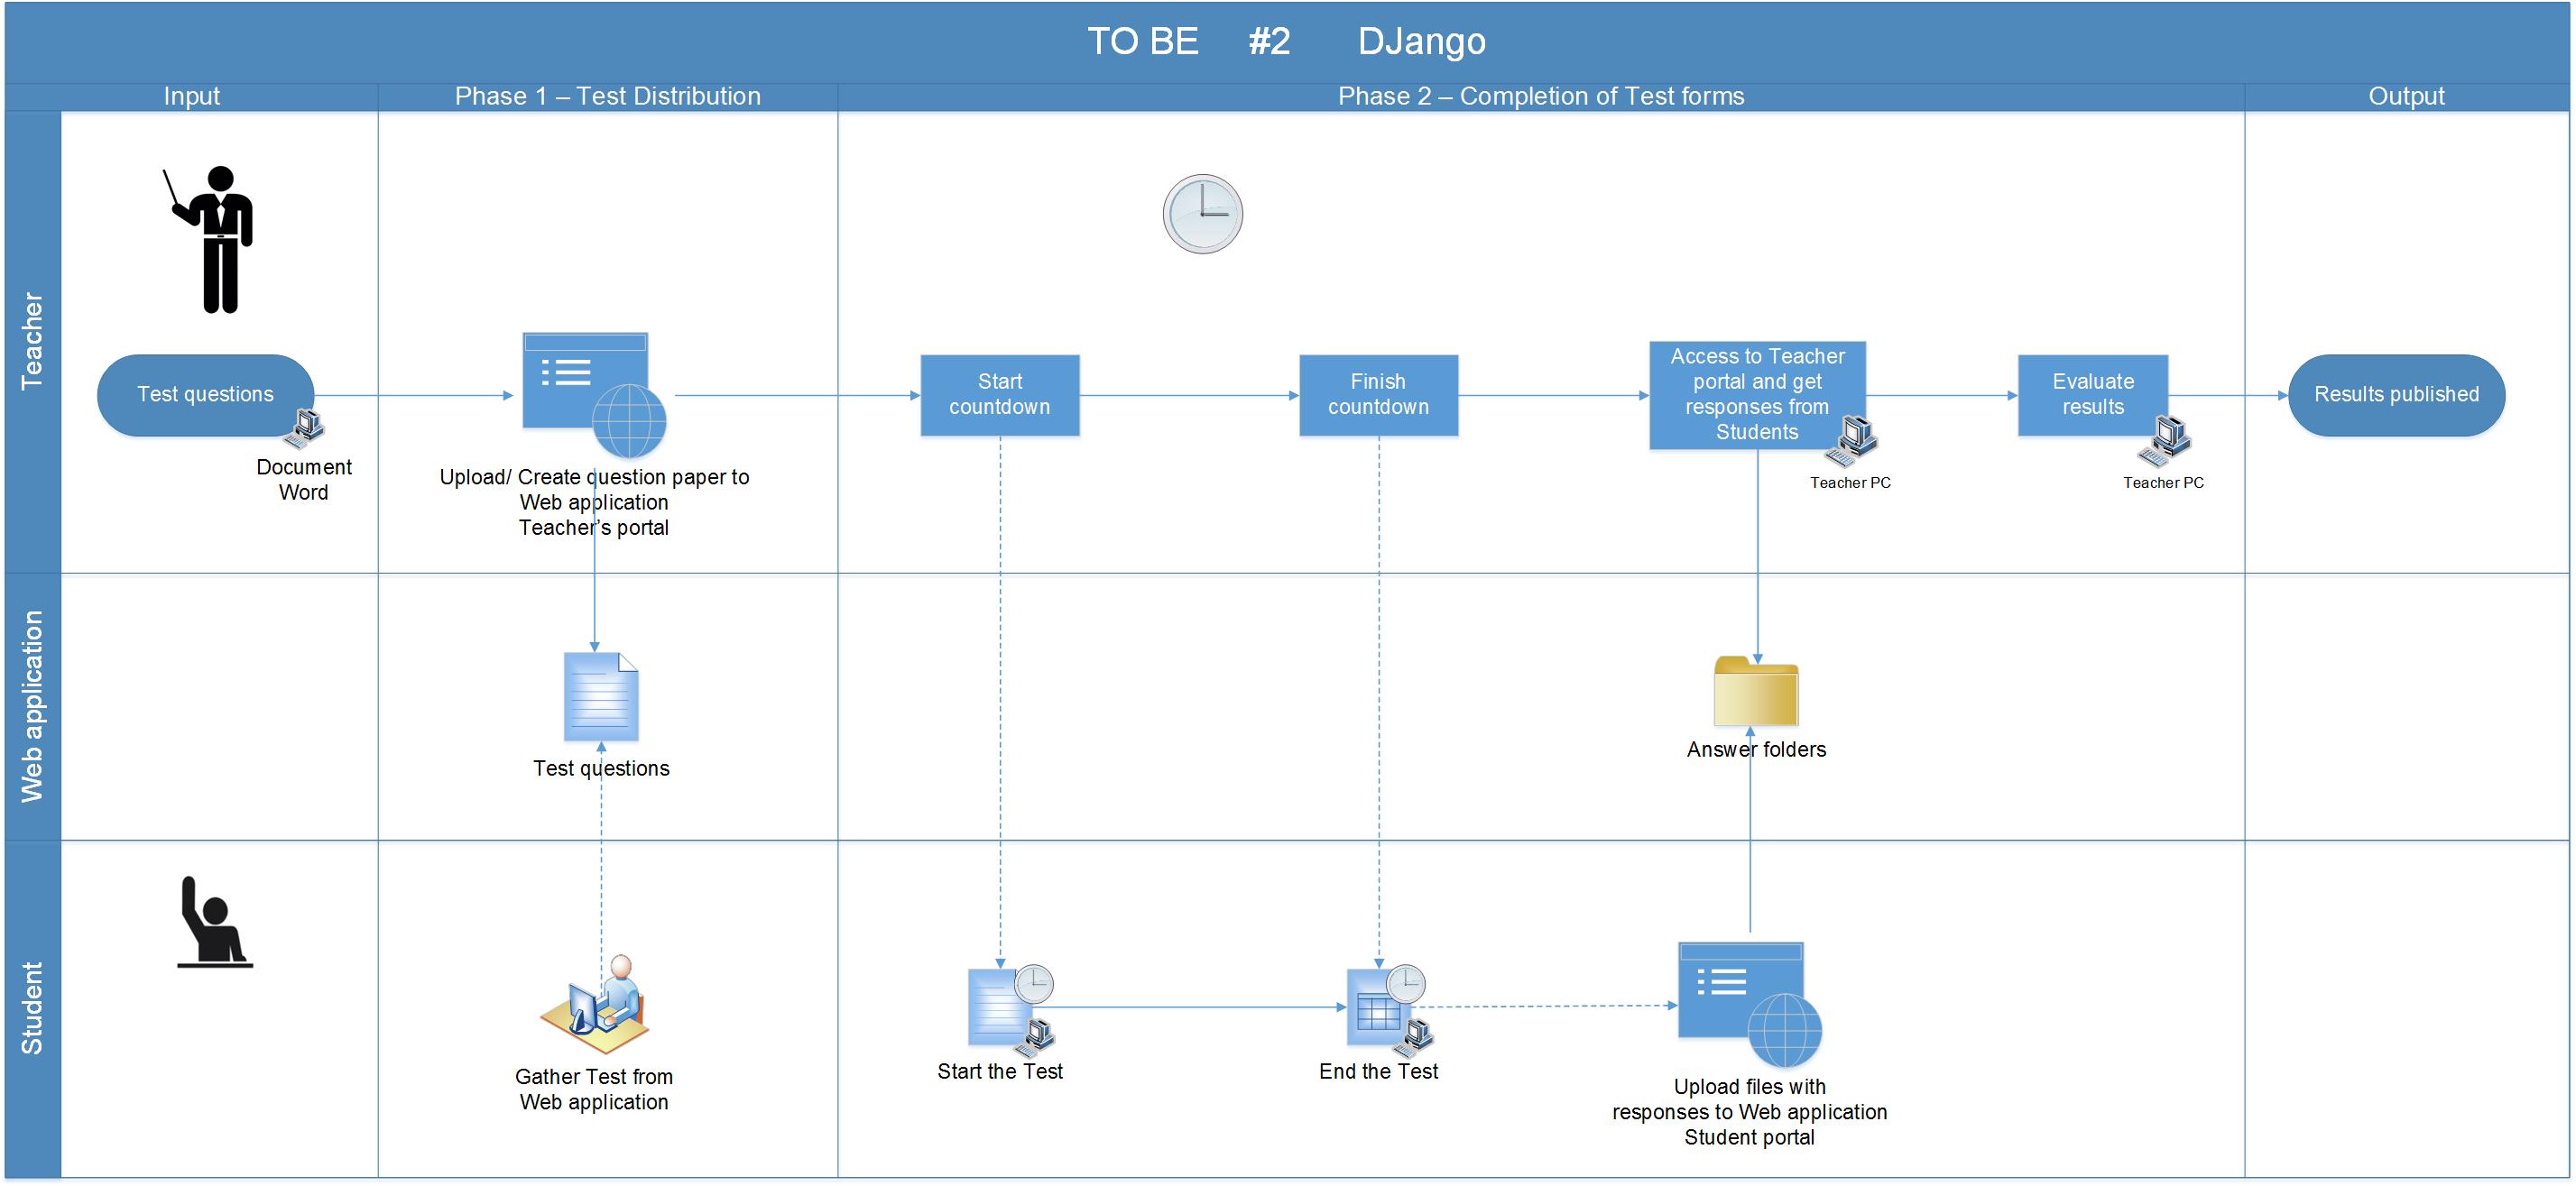 TO BE #2 DJango
Input
Phase 1 – Test Distribution
Phase 2 – Completion of Test forms
Output
Teacher
Test questions
Document
Word
Upload/ Create question paper to
Web application
Teacher's portal
Start
countdown
Finish
countdown
Access to Teacher
portal and get
responses from
Students
Teacher PC
Evaluate
results
Teacher PC
Results published
Web application
Test questions
Answer folders
Student
Gather Test from
Web application
Start the Test
End the Test
Upload files with
responses to Web application
Student portal